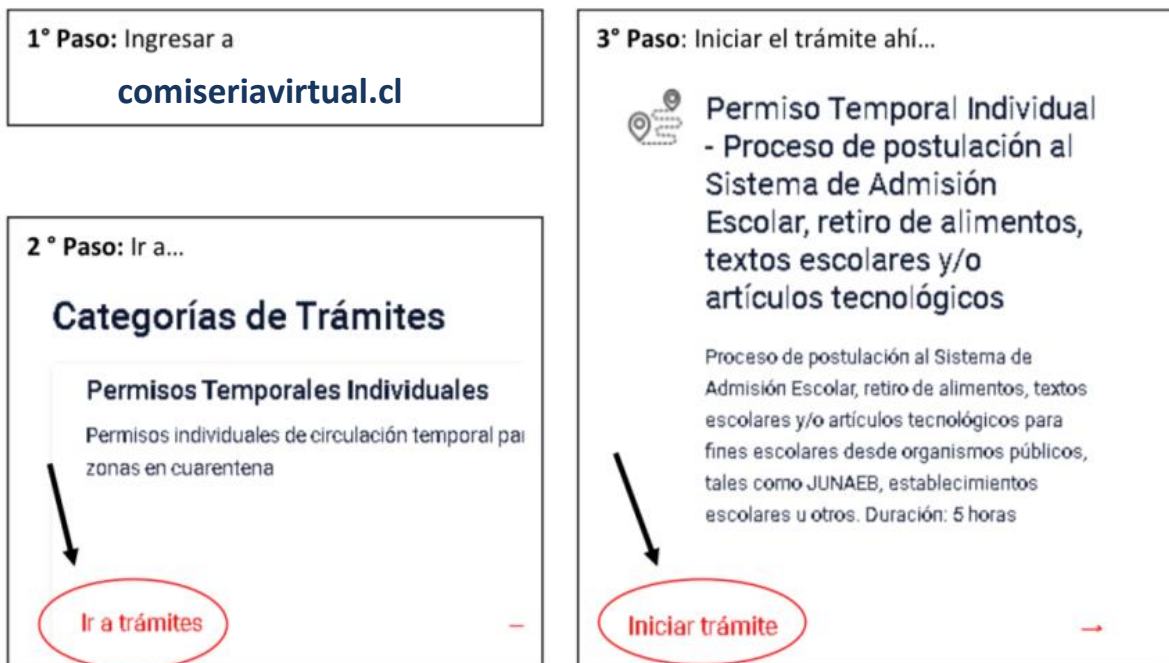 1° Paso: Ingresar a
comiseriavirtual.cl
2 ° Paso: Ir a...
Categorías de Trámites
Permisos Temporales Individuales
Permisos individuales de circulación temporal par
zonas en cuarentena
Ir a trámites
3° Paso: Iniciar el trámite ahí...
Permiso Temporal Individual
- Proceso de postulación al
Sistema de Admisión
Escolar, retiro de alimentos,
textos escolares y/o
artículos tecnológicos
Proceso de postulación al Sistema de
Admisión Escolar, retiro de alimentos, textos
escolares y/o artículos tecnológicos para
fines escolares desde organismos públicos,
tales como JUNAEB, establecimientos
escolares u otros. Duración: 5 horas
Iniciar trámite →